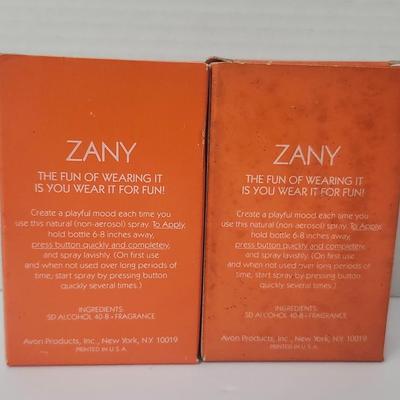 ZANY
THE FUN OF WEARING IT
IS YOU WEAR IT FOR FUN!
Create a playful mood each time you
use this natural (non-aerosol) spray. To Apply,
hold bottle 6-8 inches away,
press button quickly and completely,
and spray lavishly. (On first use
and when not used over long periods of
time, start spray by pressing button
quickly several times.)
INGREDIENTS:
SD ALCOHOL 40-B • FRAGRANCE
Avon Products, Inc., New York, N.Y. 10019
PRINTED IN U.S.A.
ZANY
THE FUN OF WEARING IT
IS YOU WEAR IT FOR FUN!
Create a playful mood each time you
use this natural (non-aerosol) spray. To Apply,
hold bottle 6-8 inches away,
press button quickly and completely,
and spray lavishly. (On first use
and when not used over long periods of
time, start spray by pressing button
quickly several times.)
INGREDIENTS:
SD ALCOHOL 40-B • FRAGRANCE
Avon Products, Inc., New York, N.Y. 10019
PRINTED IN U.S.A.